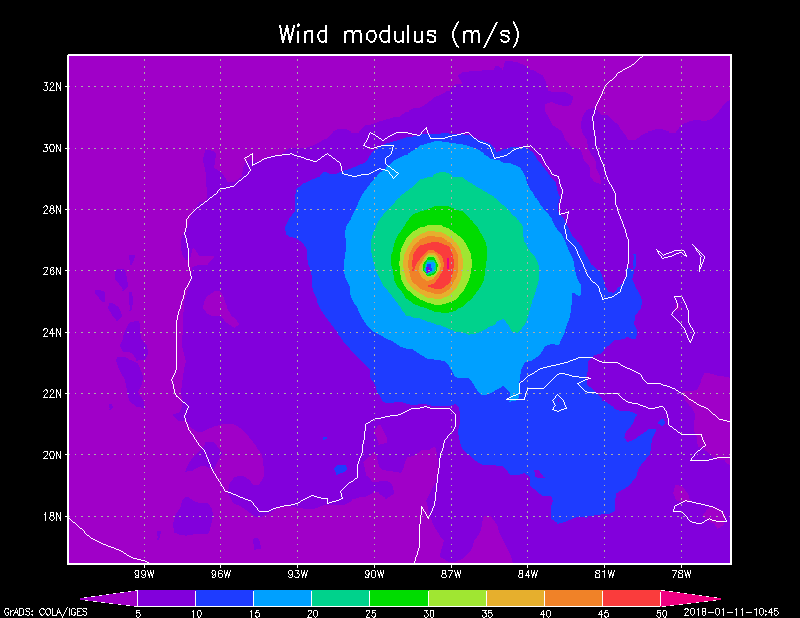 Wind modulus (m/s)
32N
30N
28N
26N
24N
22N
20N
18N
99W 96W 93W 90W 87W 84W 81W 78W
5 10 15 20 25 30 35 40 45 50
GrADS: COLA/IGES 2018-01-11-10:45